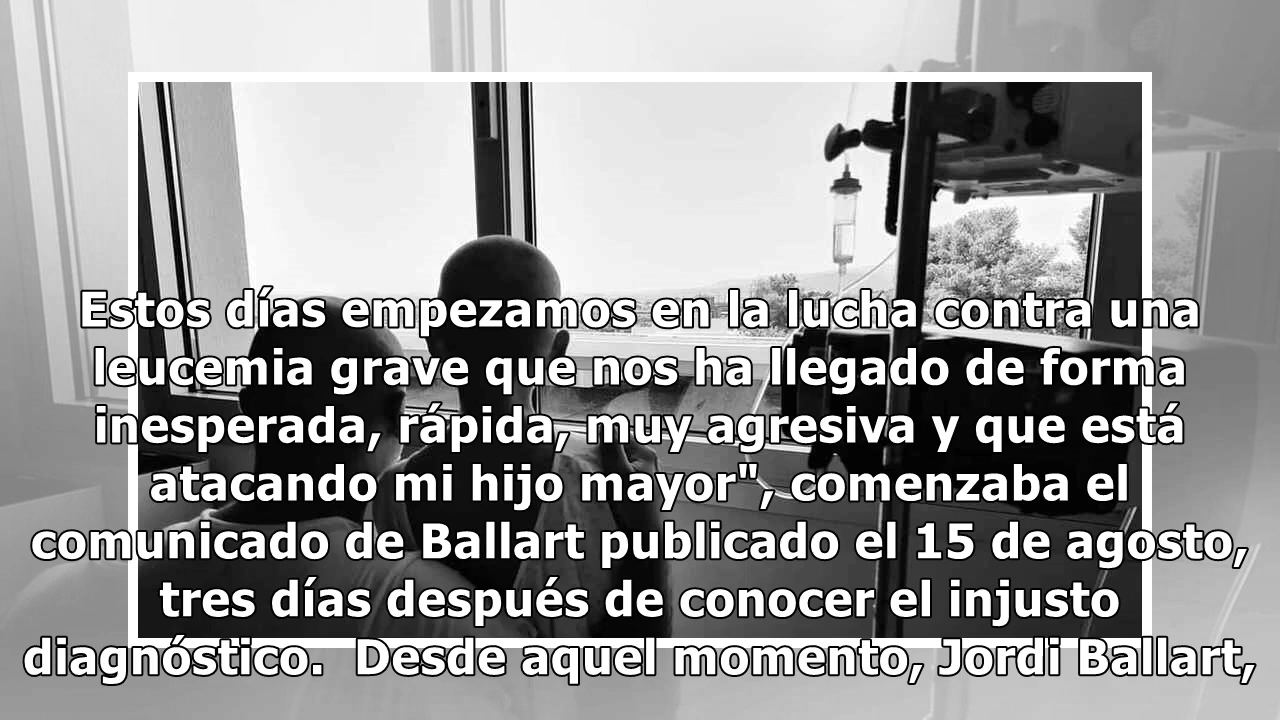 Estos días empezamos en la lucha contra una
leucemia grave que nos ha llegado de forma
inesperada, rápida, muy agresiva y que está
atacando mi hijo mayor", comenzaba el
comunicado de Ballart publicado el 15 de agosto,
tres días después de conocer el injusto
diagnóstico.  Desde aquel momento, Jordi Ballart,